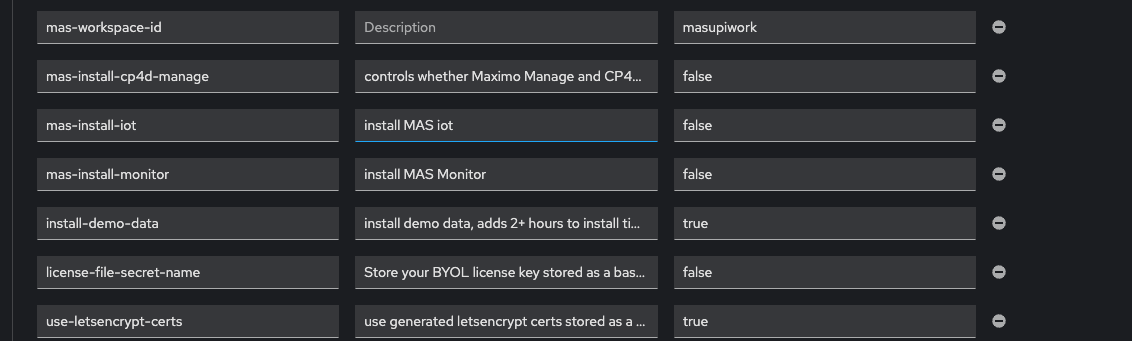 mas-workspace-id Description masupiwork
mas-install-cp4d-manage controls whether Maximo Manage and CP4... false
mas-install-iot install MAS iot false
mas-install-monitor install MAS Monitor false
install-demo-data install demo data, adds 2+ hours to install ti... true
license-file-secret-name Store your BYOL license key stored as a bas... false
use-letsencrypt-certs use generated letsencrypt certs stored as a ... true